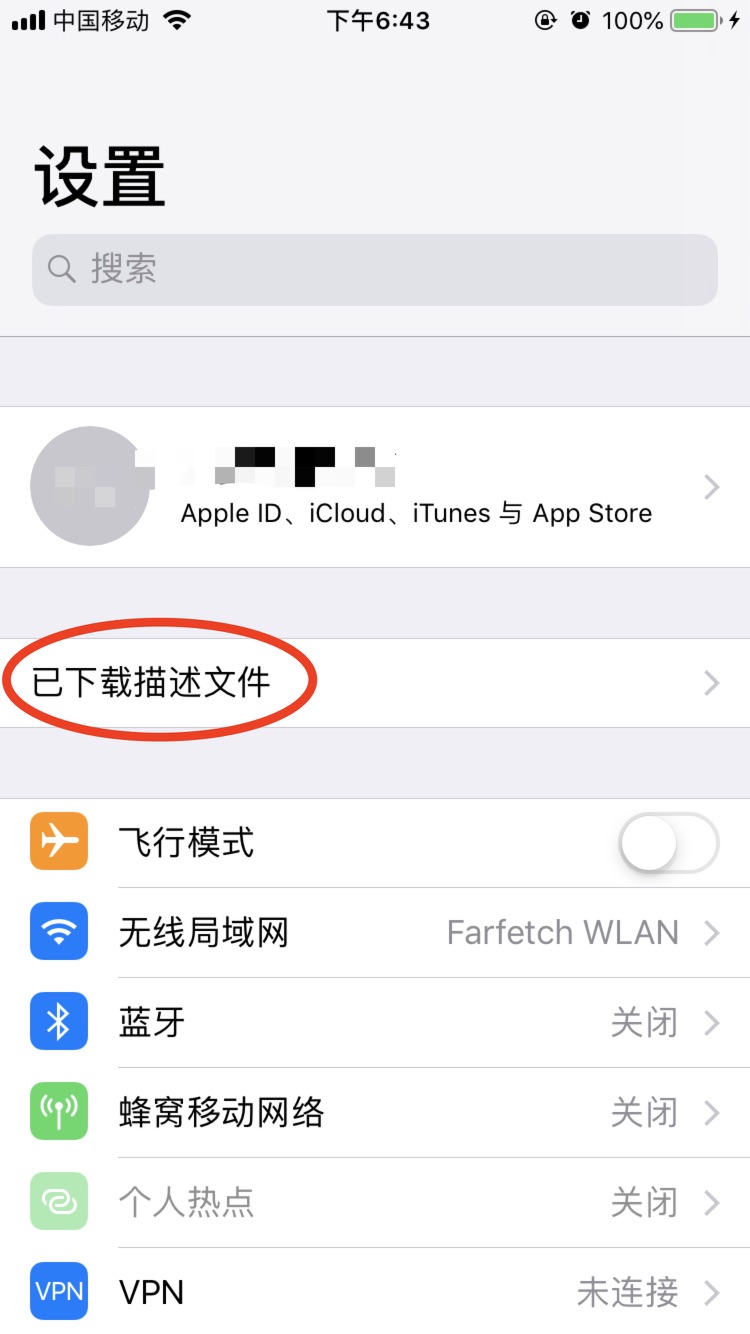 中国移动 下午6:43 100%
设置
搜索
Apple ID、iCloud、iTunes 与 App Store
已下载描述文件
飞行模式
无线局域网 Farfetch WLAN
蓝牙 关闭
蜂窝移动网络 关闭
个人热点 关闭
VPN VPN 未连接